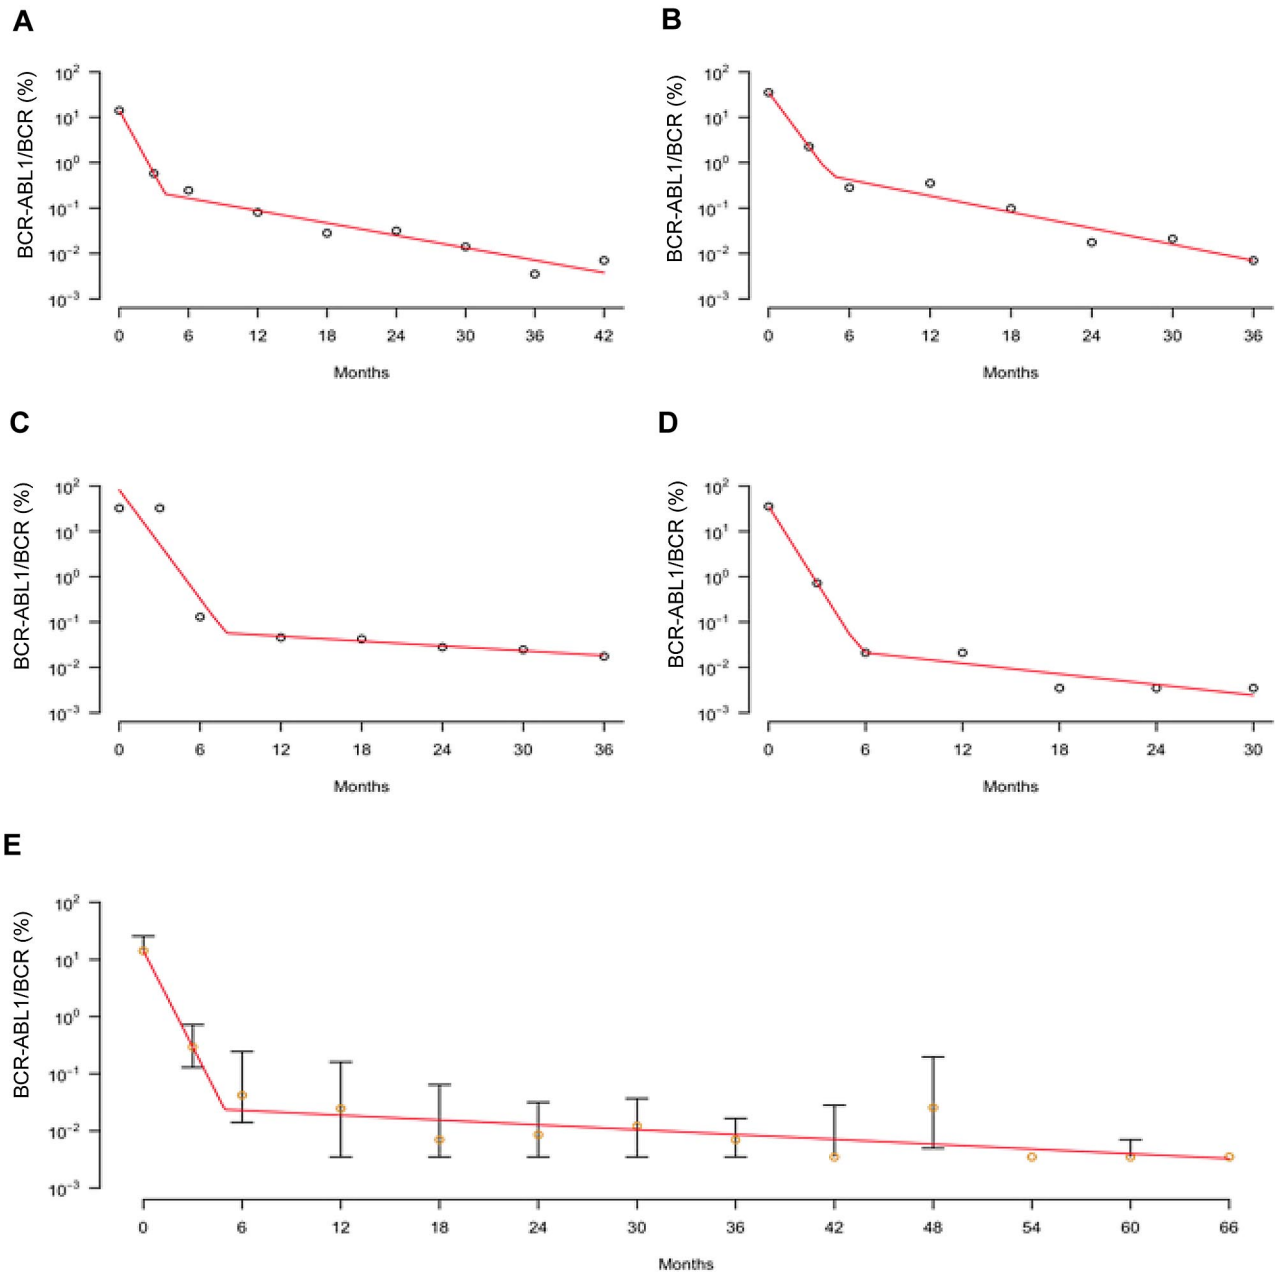 A
BCR-ABL1/BCR (%)
10²
10¹
10⁰
10⁻¹
10⁻²
10⁻³
0 6 12 18 24 30 36 42
Months
B
BCR-ABL1/BCR (%)
10²
10¹
10⁰
10⁻¹
10⁻²
10⁻³
0 6 12 18 24 30 36
Months
C
BCR-ABL1/BCR (%)
10²
10¹
10⁰
10⁻¹
10⁻²
10⁻³
0 6 12 18 24 30 36
Months
D
BCR-ABL1/BCR (%)
10²
10¹
10⁰
10⁻¹
10⁻²
10⁻³
0 6 12 18 24 30
Months
E
BCR-ABL1/BCR (%)
10²
10¹
10⁰
10⁻¹
10⁻²
10⁻³
0 6 12 18 24 30 36 42 48 54 60 66
Months